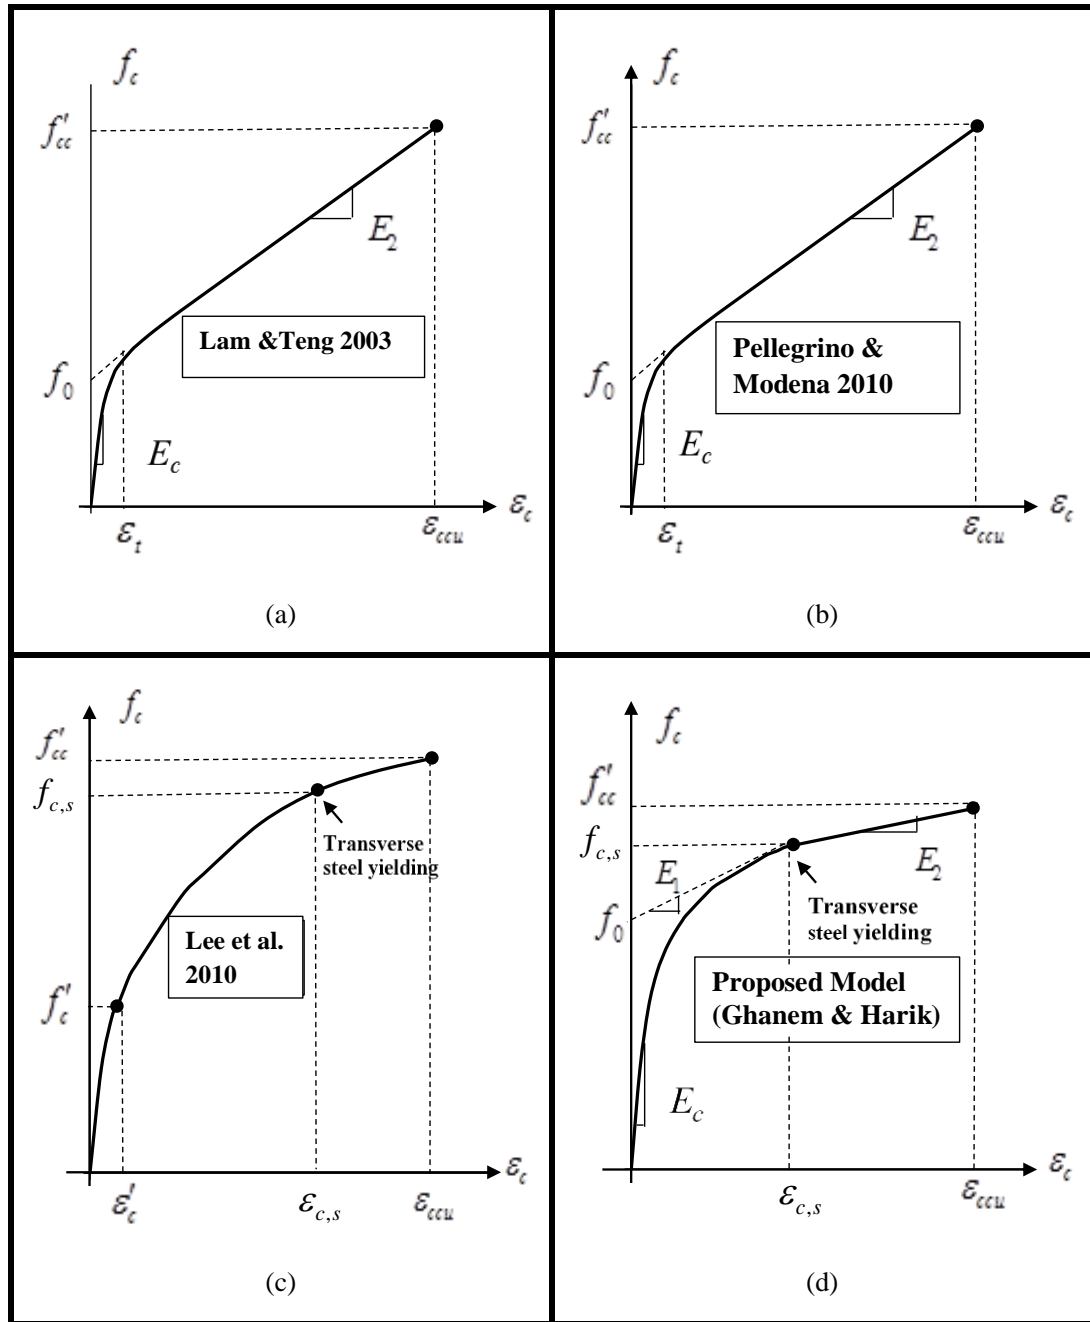 f_c
f'_cc
E_2
Lam &Teng 2003
f_0
E_c
ε_c
ε_t
ε_ccu
(a)
f_c
f'_cc
E_2
Pellegrino &
Modena 2010
f_0
E_c
ε_c
ε_t
ε_ccu
(b)
f_c
f'_cc
f_c,s
Transverse
steel yielding
Lee et al.
2010
f'_c
ε_c
ε'_c
ε_c,s
ε_ccu
(c)
f_c
f'_cc
f_c,s
E_1
E_2
Transverse
steel yielding
f_0
Proposed Model
(Ghanem & Harik)
E_c
ε_c
ε_c,s
ε_ccu
(d)